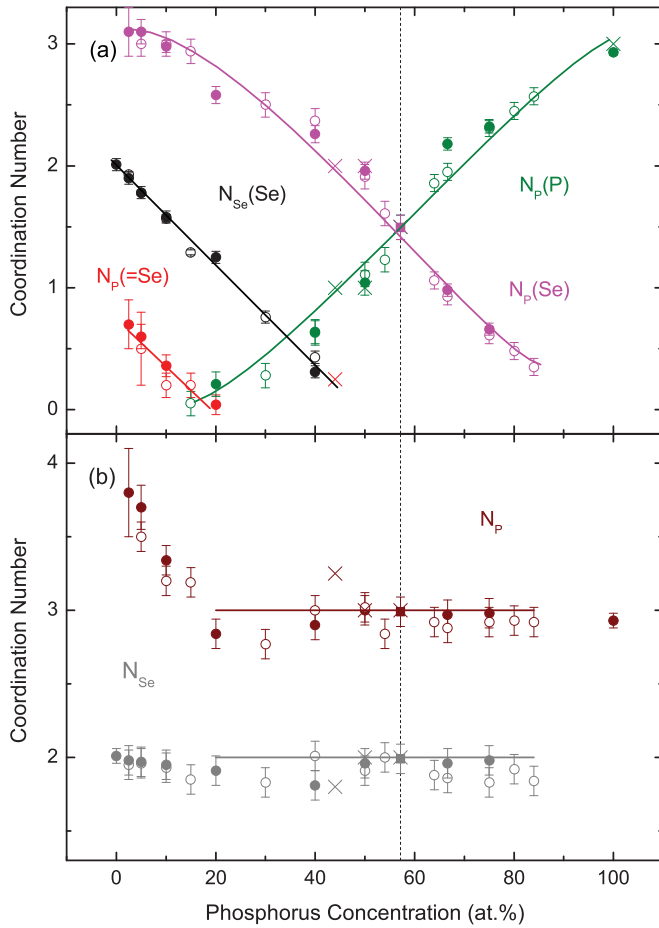 (a)
3
2
1
0
Coordination Number
N_Se(Se)
N_P(P)
N_P(=Se)
N_P(Se)
(b)
4
3
2
Coordination Number
N_P
N_Se
0 20 40 60 80 100
Phosphorus Concentration (at.%)